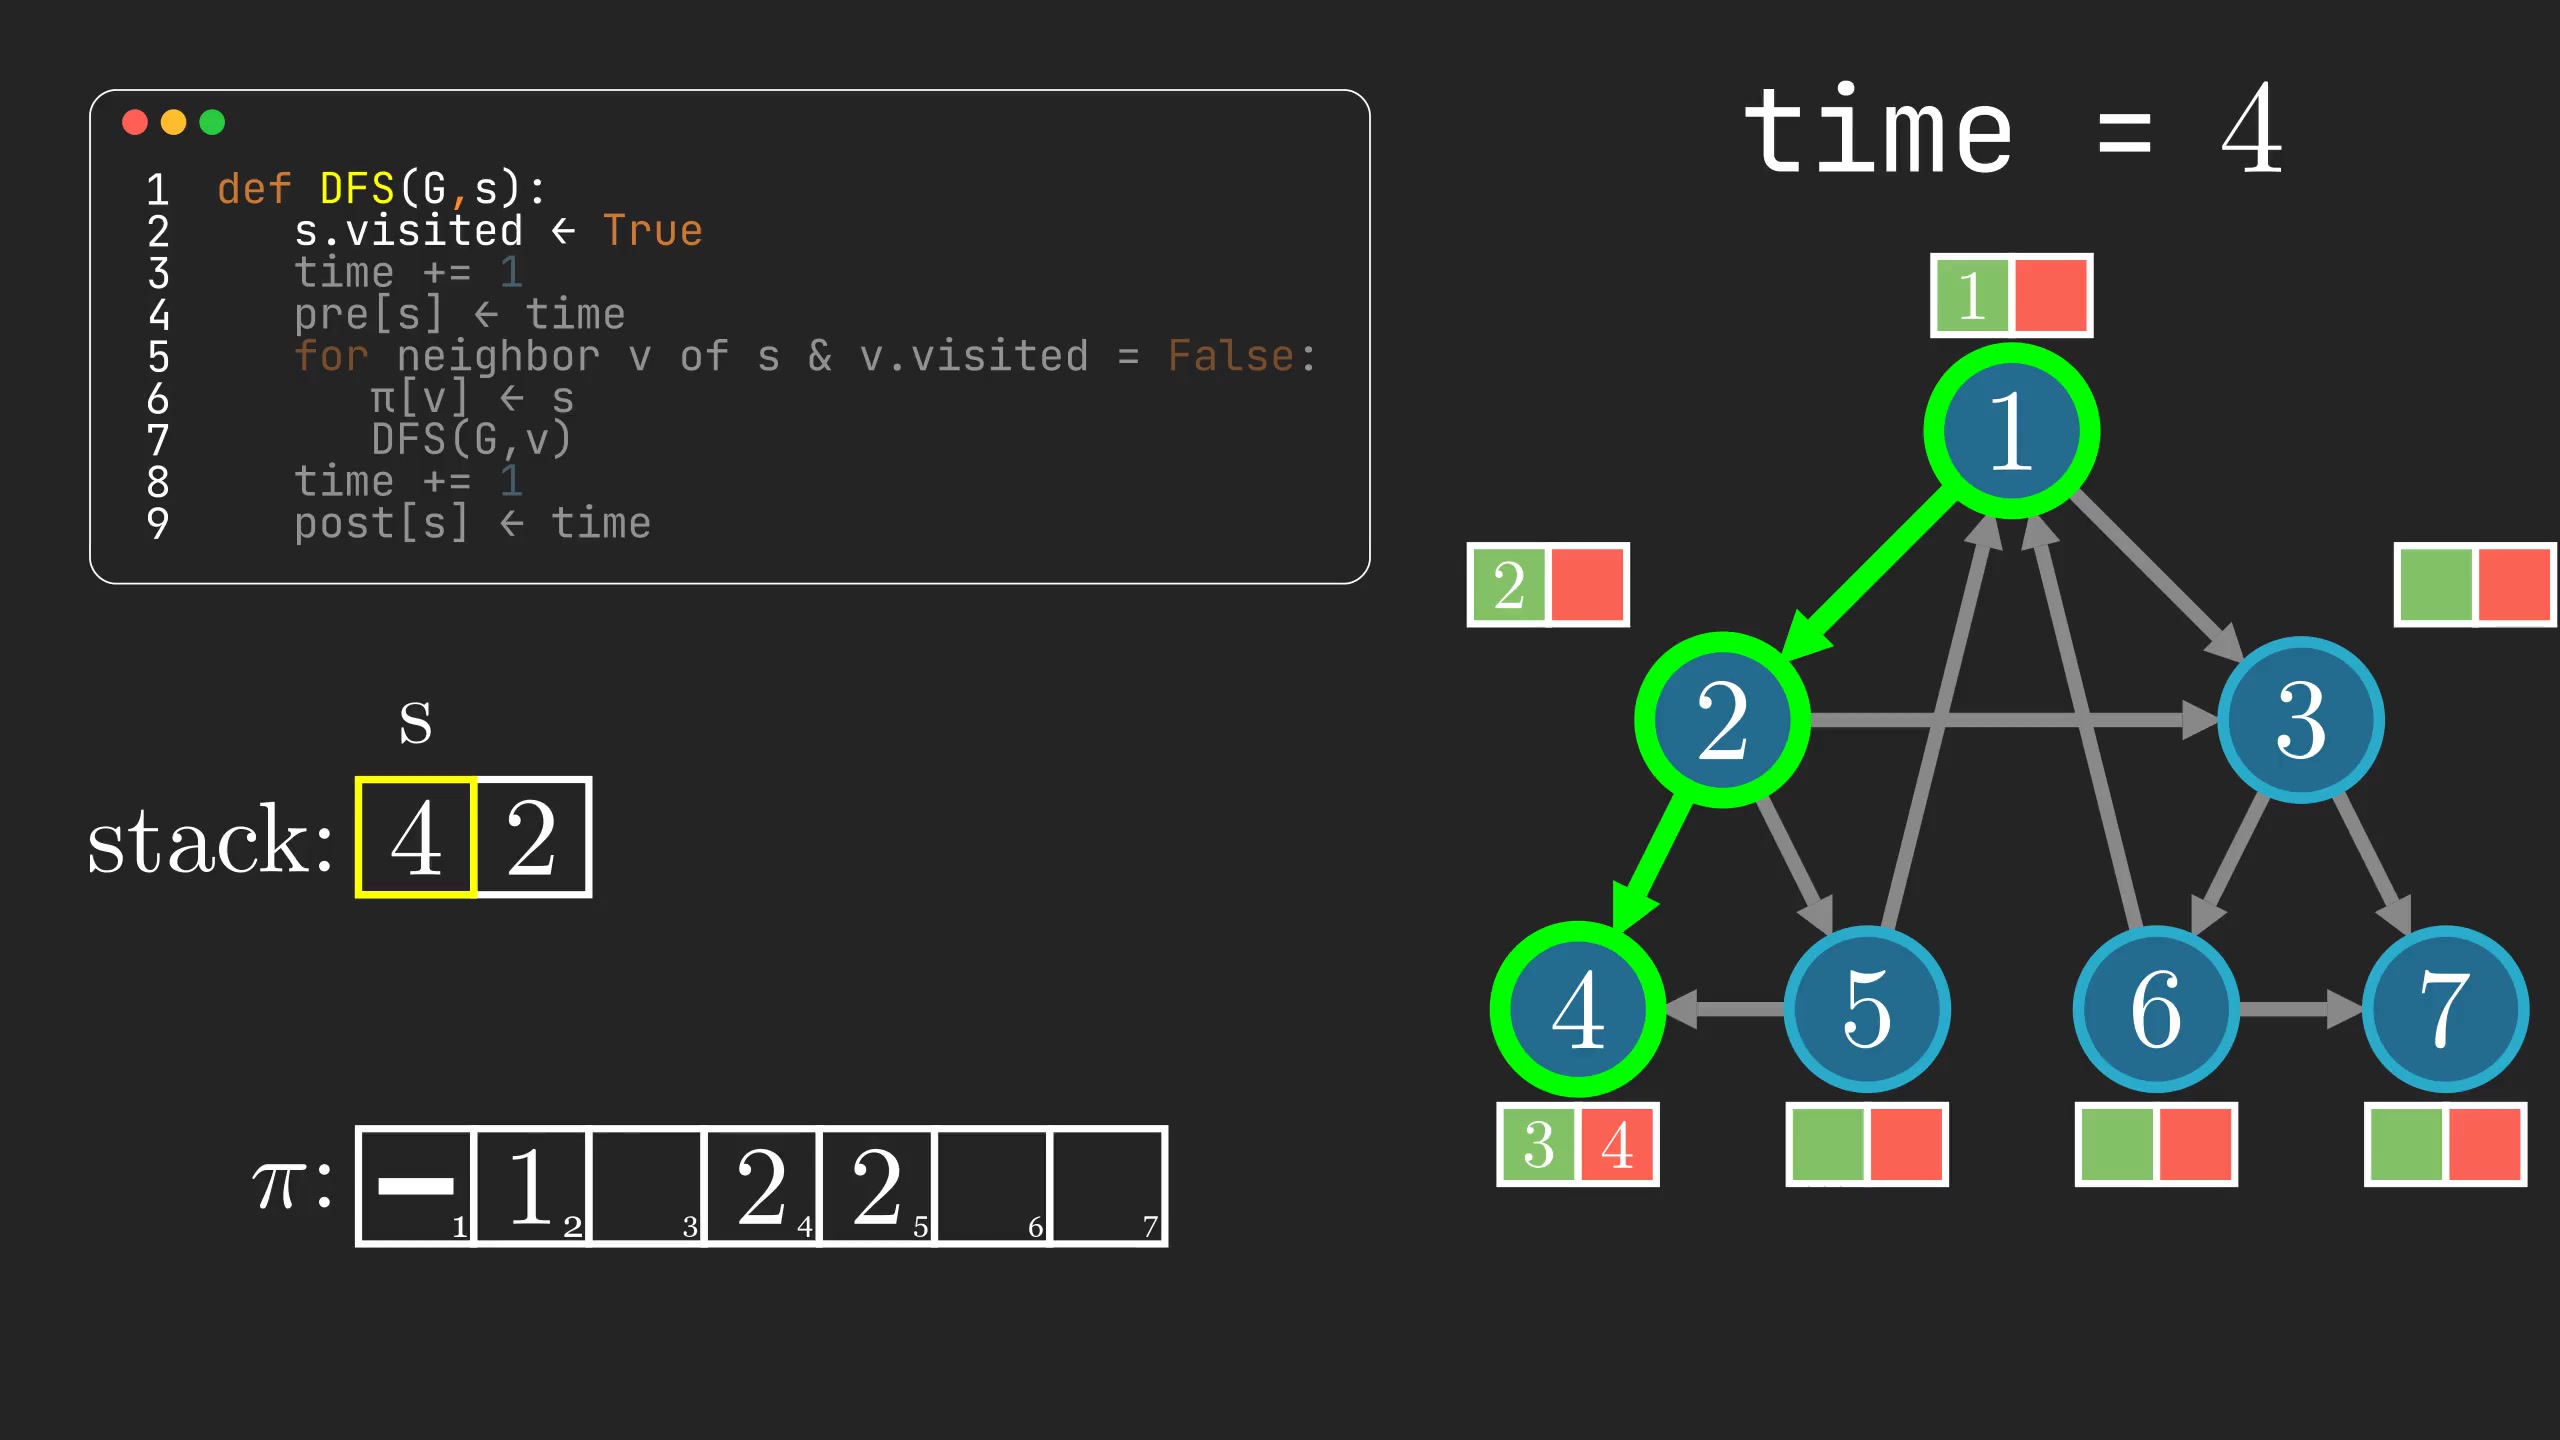 time = 4
1 def DFS(G,s):
2 s.visited ← True
3 time += 1
4 pre[s] ← time
5 for neighbor v of s & v.visited = False:
6 π[v] ← s
7 DFS(G,v)
8 time += 1
9 post[s] ← time
s
stack: 4 2
π: – 1 1 2 3 2 4 2 5 6 7
1
1
2
2
3
4
5
6
7
3 4